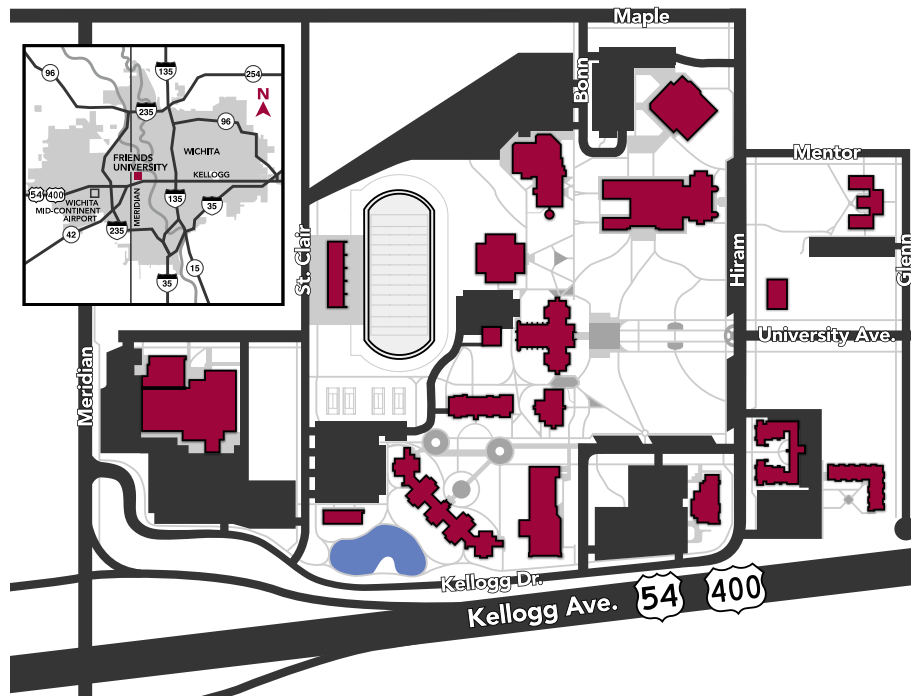 Maple
Bonn
Mentor
St. Clair
Hiram
Glenn
University Ave.
Meridian
Kellogg Dr.
Kellogg Ave.
54
400
N
96
135
254
235
96
WICHITA
FRIENDS
UNIVERSITY
KELLOGG
54
400
WICHITA
MID-CONTINENT
AIRPORT
MERIDIAN
135
35
42
235
15
35